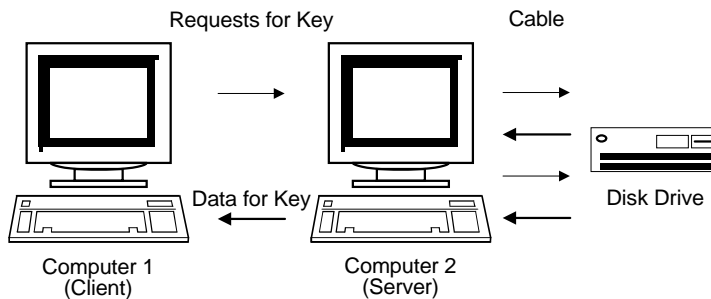 Requests for Key
Cable
Data for Key
Disk Drive
Computer 1
(Client)
Computer 2
(Server)